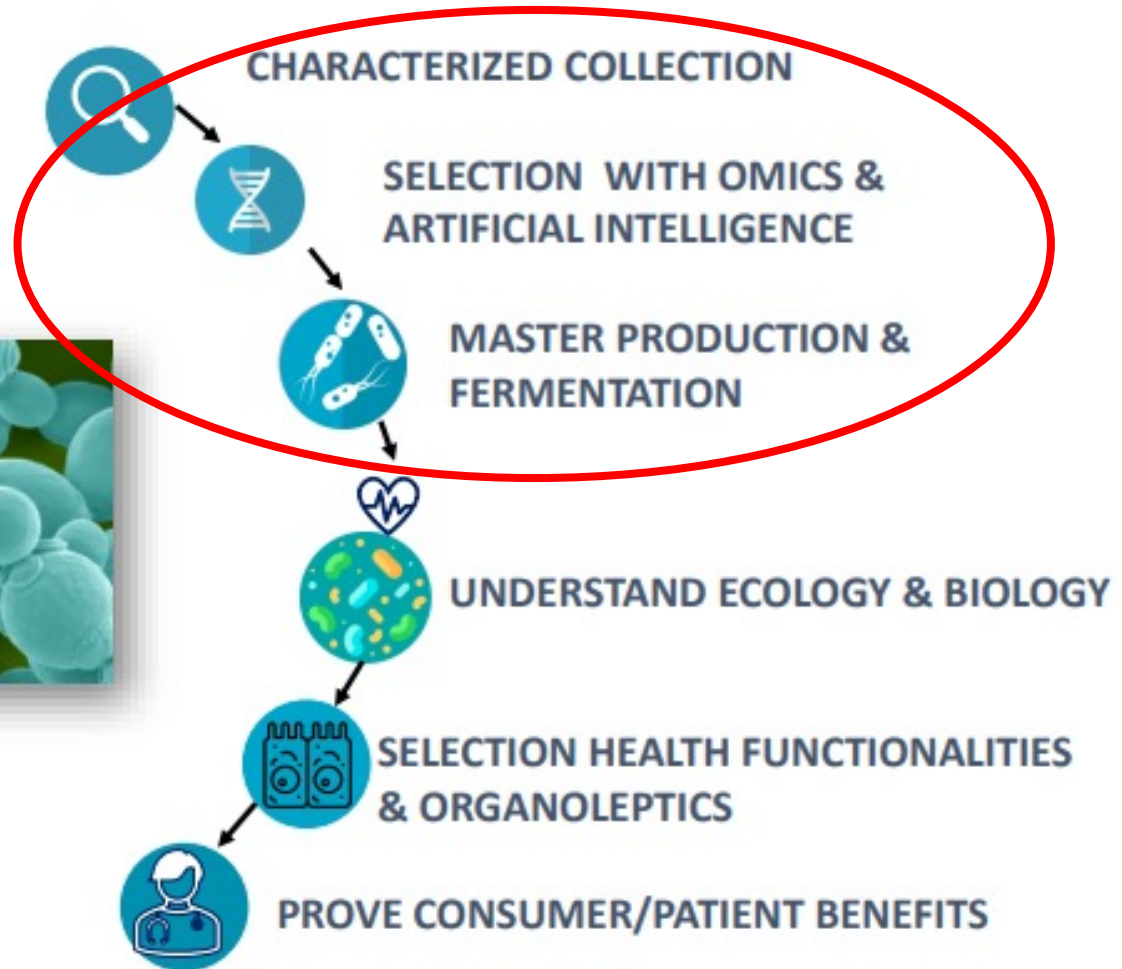 CHARACTERIZED COLLECTION
SELECTION WITH OMICS &
ARTIFICIAL INTELLIGENCE
MASTER PRODUCTION &
FERMENTATION
UNDERSTAND ECOLOGY & BIOLOGY
SELECTION HEALTH FUNCTIONALITIES
& ORGANOLEPTICS
PROVE CONSUMER/PATIENT BENEFITS